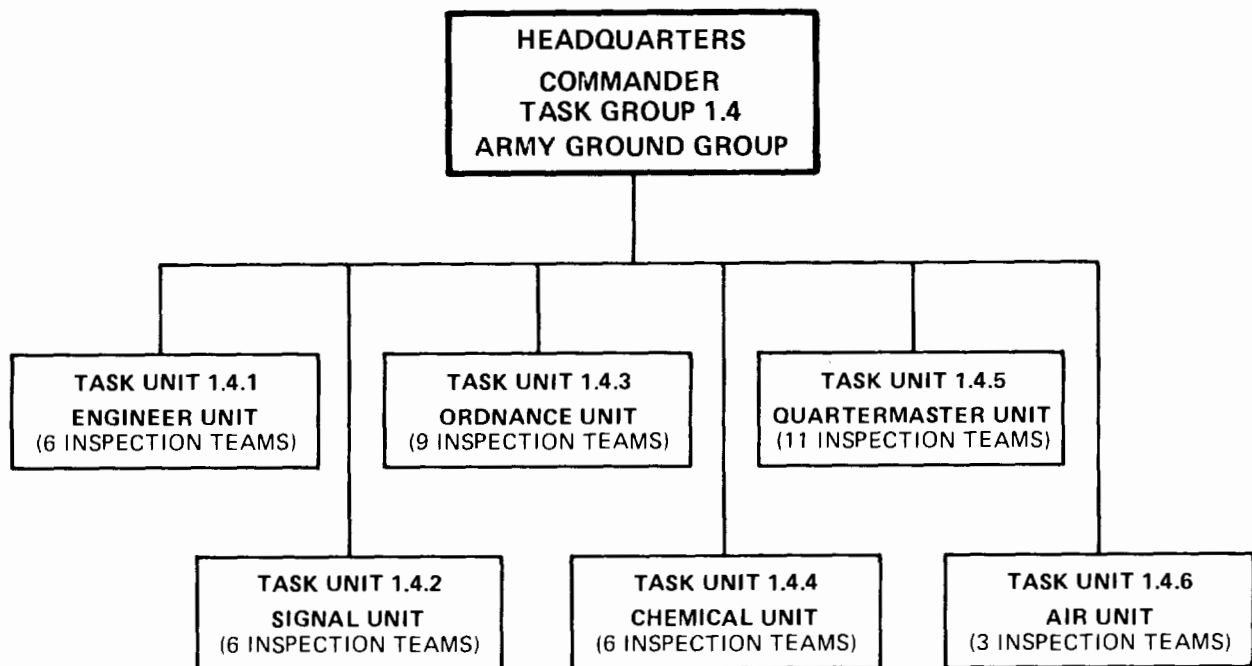 HEADQUARTERS
COMMANDER
TASK GROUP 1.4
ARMY GROUND GROUP
TASK UNIT 1.4.1
ENGINEER UNIT
(6 INSPECTION TEAMS)
TASK UNIT 1.4.3
ORDNANCE UNIT
(9 INSPECTION TEAMS)
TASK UNIT 1.4.5
QUARTERMASTER UNIT
(11 INSPECTION TEAMS)
TASK UNIT 1.4.2
SIGNAL UNIT
(6 INSPECTION TEAMS)
TASK UNIT 1.4.4
CHEMICAL UNIT
(6 INSPECTION TEAMS)
TASK UNIT 1.4.6
AIR UNIT
(3 INSPECTION TEAMS)